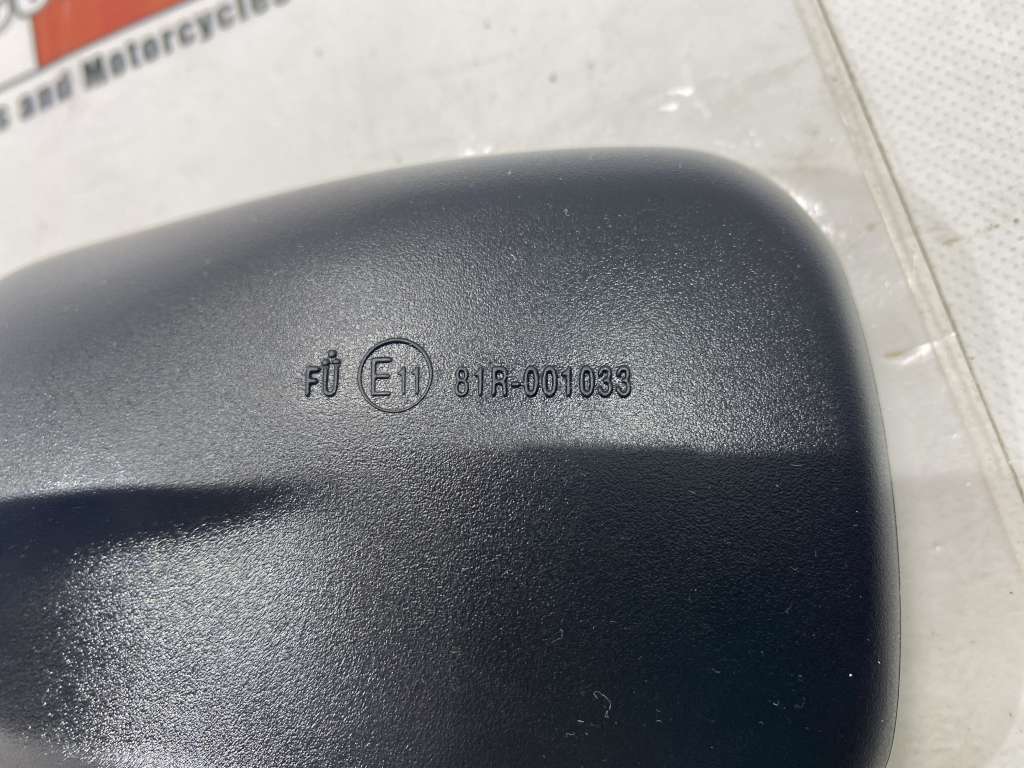 s and Motorcycles
FÜ E11 81R-001033